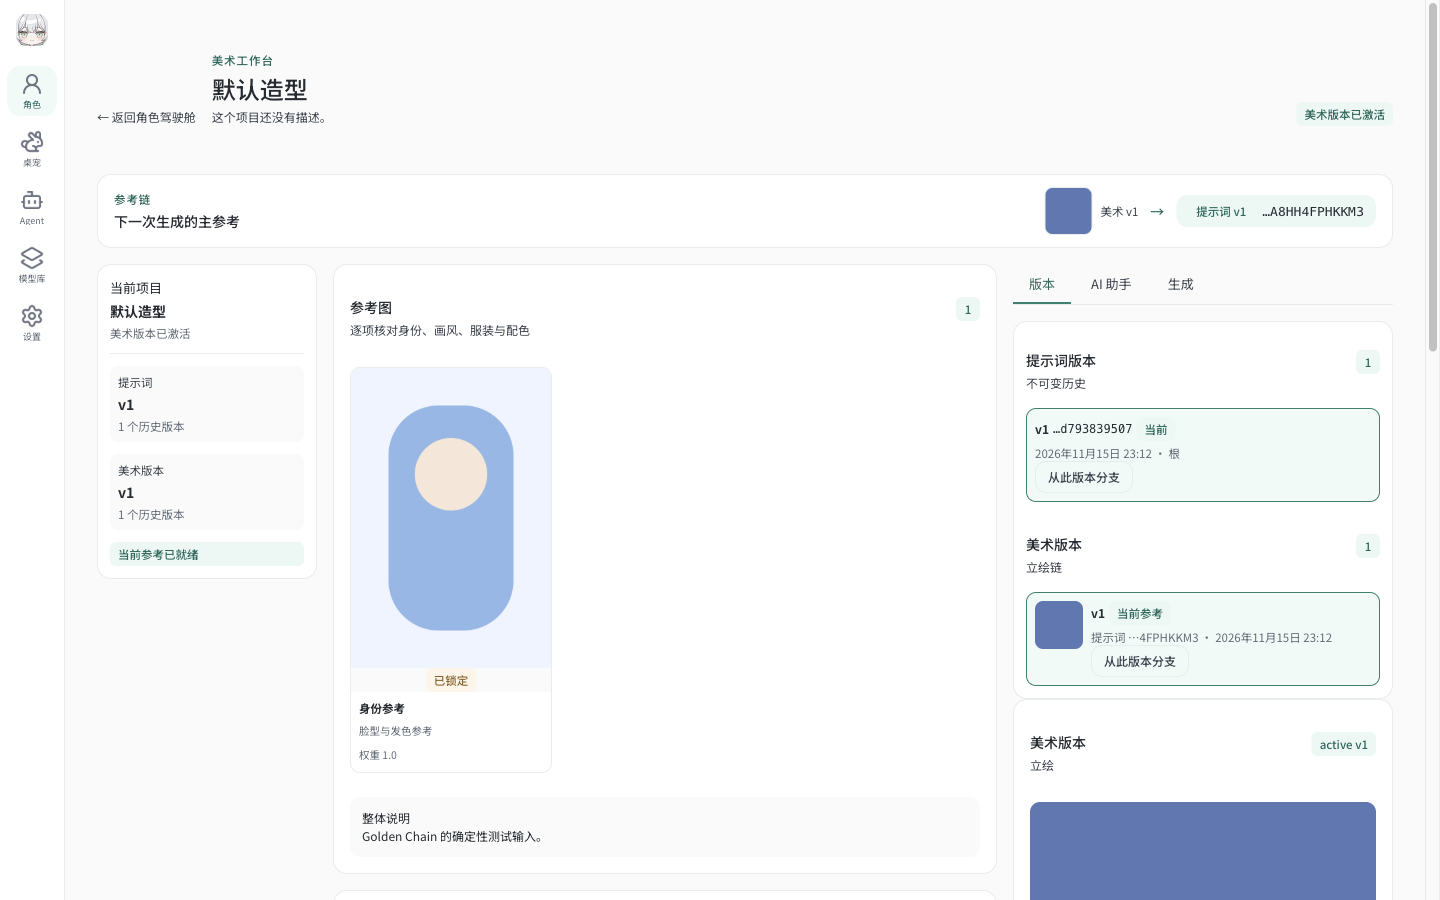 角色
桌宠
Agent
模型库
设置
美术工作台
默认造型
← 返回角色驾驶舱
这个项目还没有描述。
美术版本已激活
参考链
下一次生成的主参考
美术 v1
→
提示词 v1 …A8HH4FPHKKM3
当前项目
默认造型
美术版本已激活
提示词
v1
1 个历史版本
美术版本
v1
1 个历史版本
当前参考已就绪
参考图
1
逐项核对身份、画风、服装与配色
已锁定
身份参考
脸型与发色参考
权重 1.0
整体说明
Golden Chain 的确定性测试输入。
版本
AI 助手
生成
提示词版本
1
不可变历史
v1 …d793839507 当前
2026年11月15日 23:12 · 根
从此版本分支
美术版本
1
立绘链
v1 当前参考
提示词 …4FPHKKM3 · 2026年11月15日 23:12
从此版本分支
美术版本
active v1
立绘